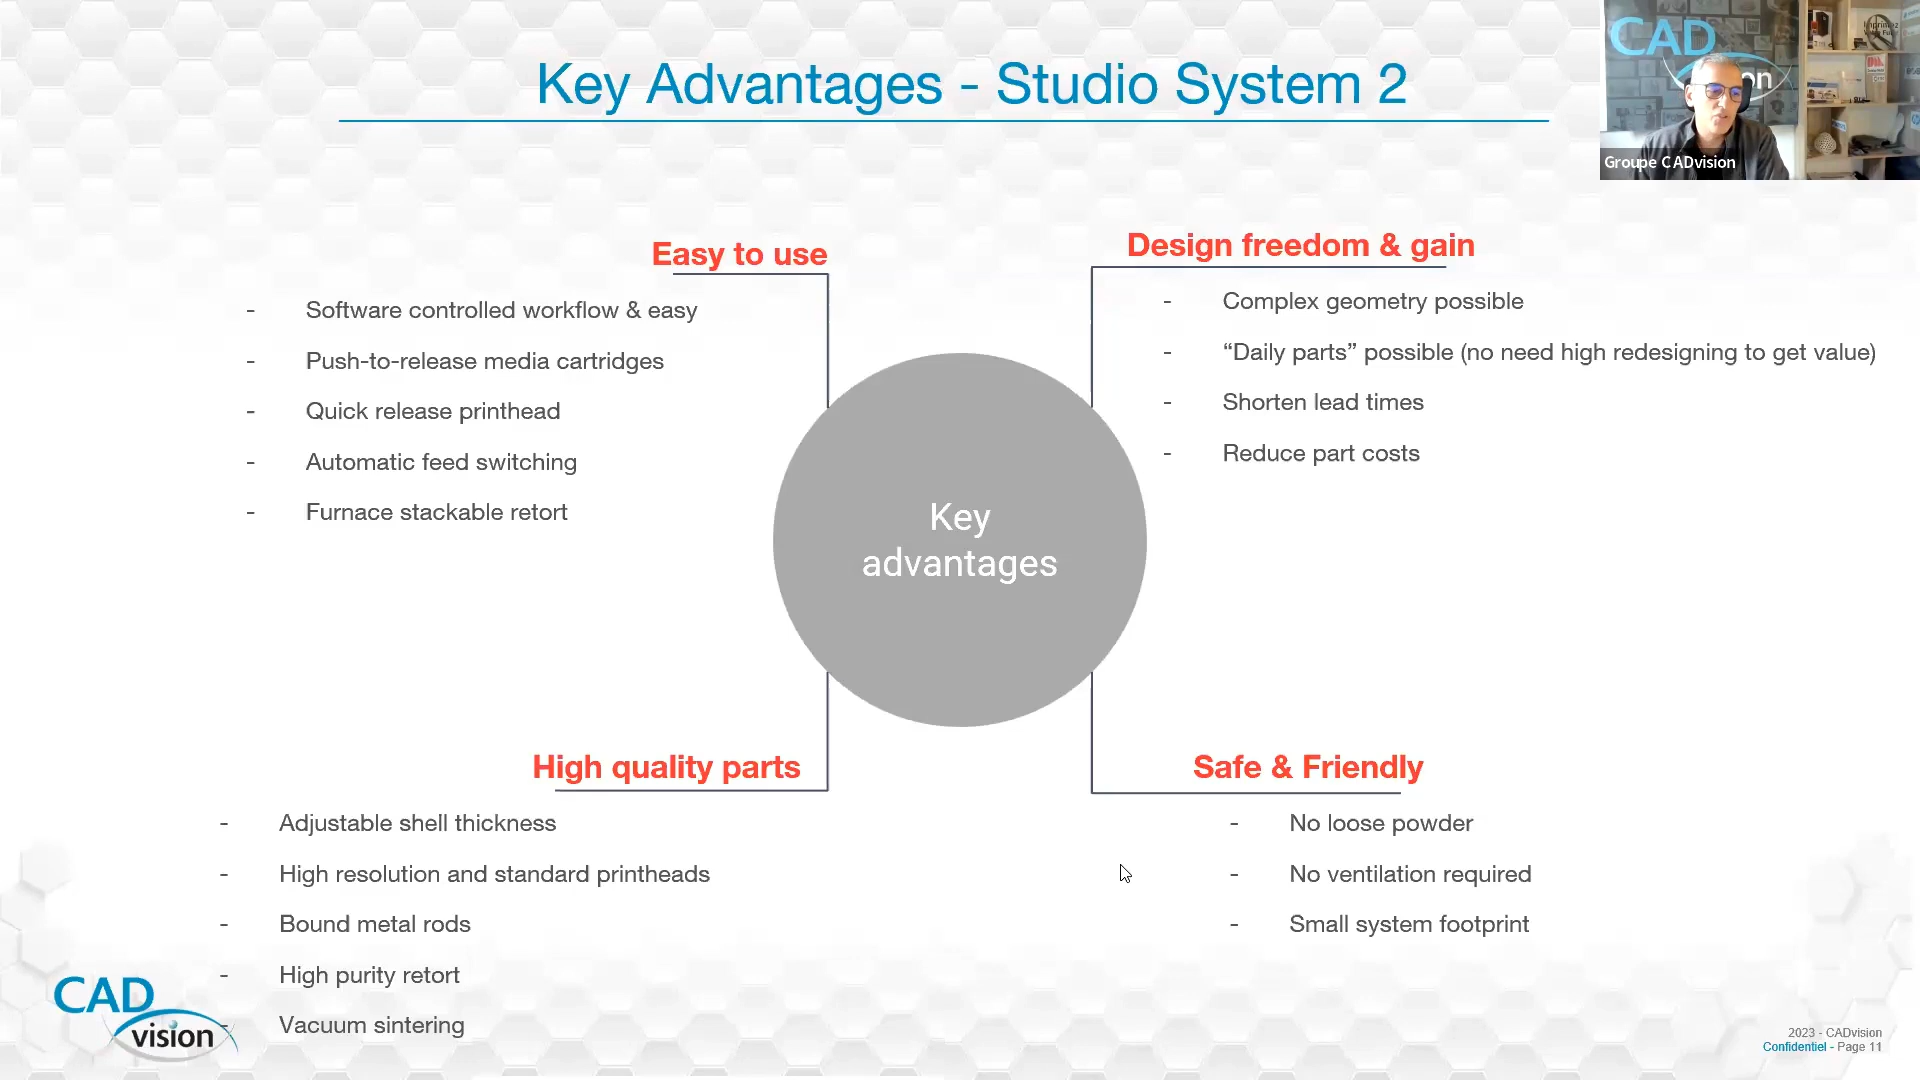 Key Advantages - Studio System 2
CAD
on
Groupe CADvision
Easy to use
- Software controlled workflow & easy
- Push-to-release media cartridges
- Quick release printhead
- Automatic feed switching
- Furnace stackable retort
Design freedom & gain
- Complex geometry possible
- “Daily parts” possible (no need high redesigning to get value)
- Shorten lead times
- Reduce part costs
Key
advantages
High quality parts
- Adjustable shell thickness
- High resolution and standard printheads
- Bound metal rods
- High purity retort
- Vacuum sintering
Safe & Friendly
- No loose powder
- No ventilation required
- Small system footprint
CAD
vision
2023 - CADvision
Confidentiel - Page 11